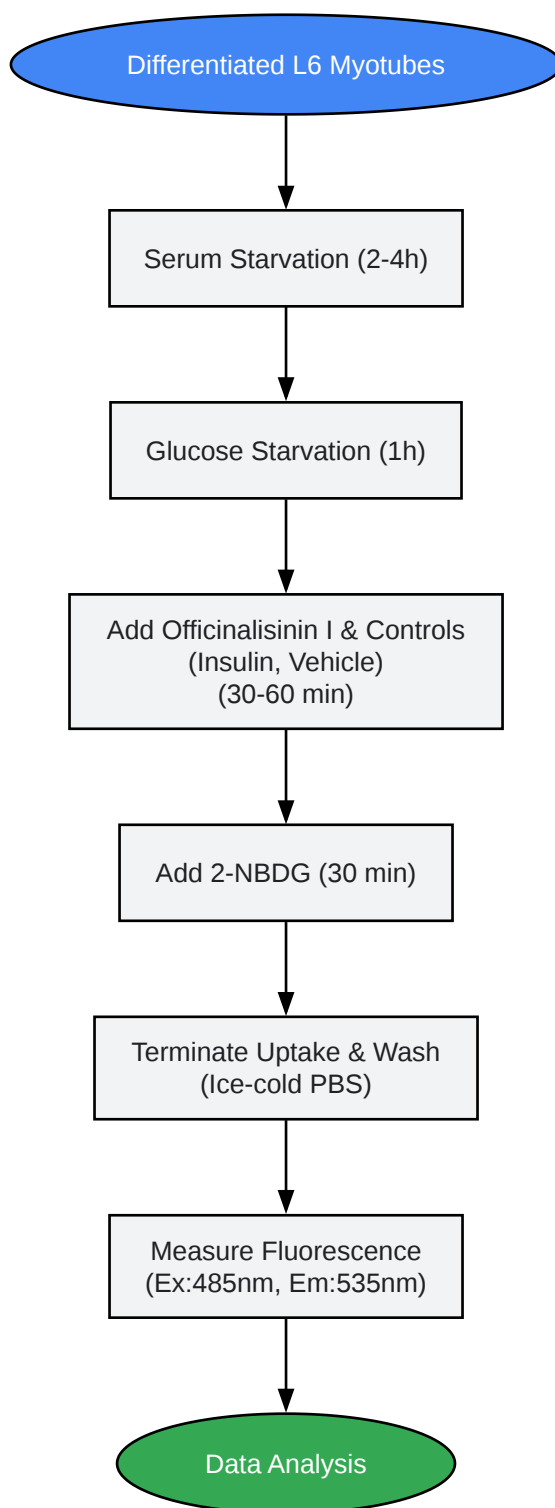 Differentiated L6 Myotubes
Serum Starvation (2-4h)
Glucose Starvation (1h)
Add Officinalisinin I & Controls
(Insulin, Vehicle)
(30-60 min)
Add 2-NBDG (30 min)
Terminate Uptake & Wash
(Ice-cold PBS)
Measure Fluorescence
(Ex:485nm, Em:535nm)
Data Analysis